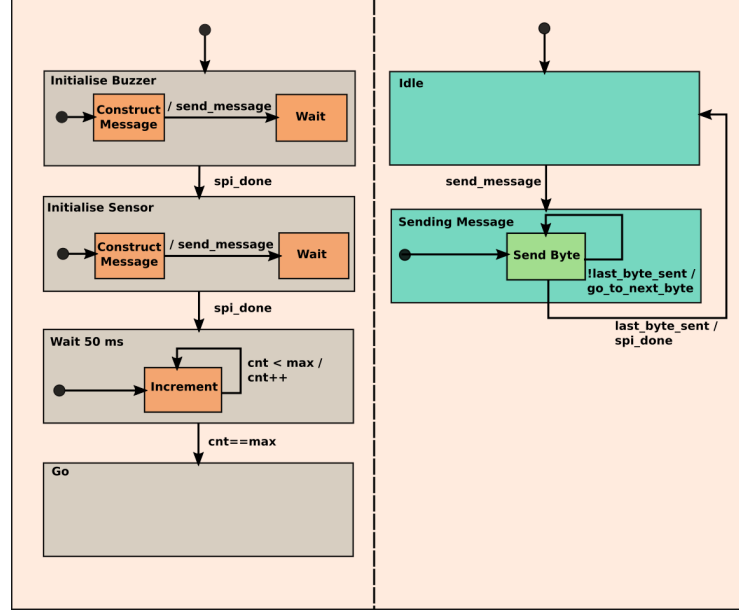 Initialise Buzzer
Construct
Message
/ send_message
Wait
spi_done
Initialise Sensor
Construct
Message
/ send_message
Wait
spi_done
Wait 50 ms
Increment
cnt < max /
cnt++
cnt==max
Go
Idle
send_message
Sending Message
Send Byte
!last_byte_sent /
go_to_next_byte
last_byte_sent /
spi_done